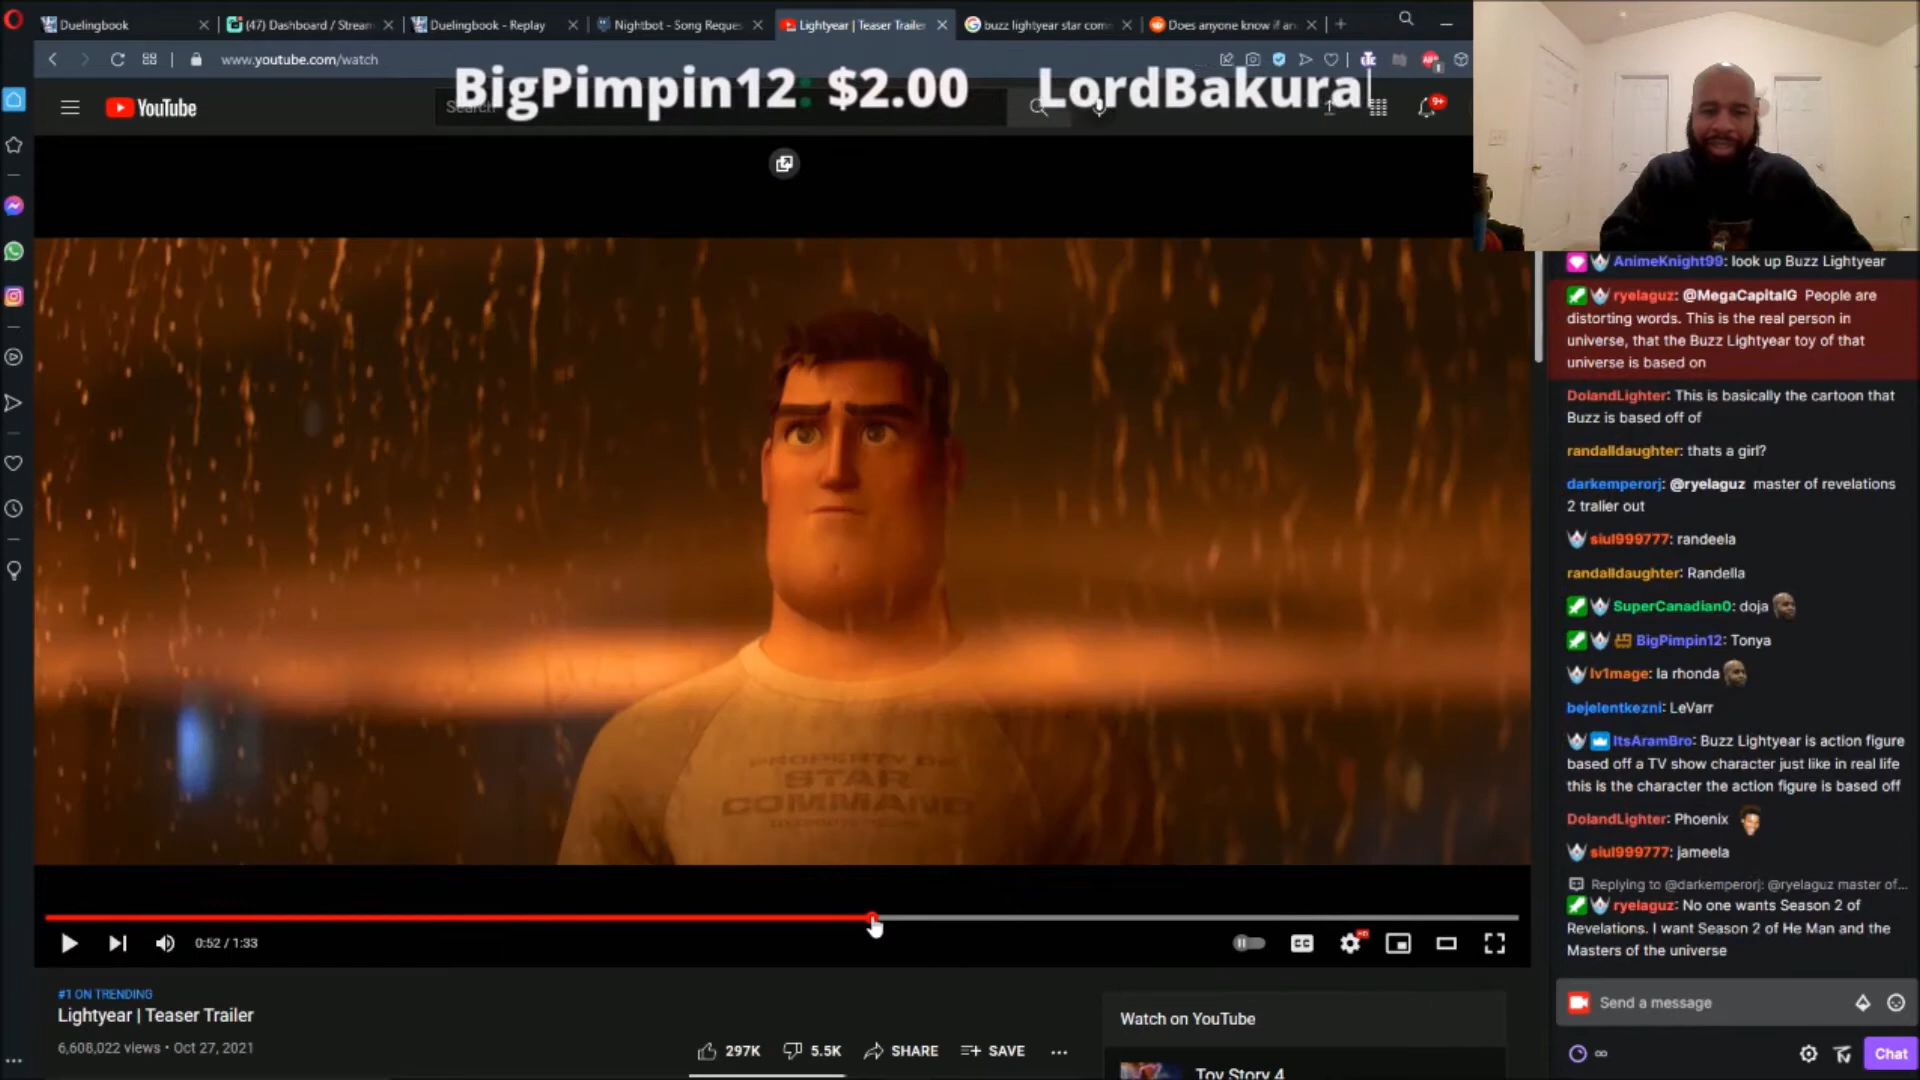 Duelingbook
(47) Dashboard / Stream
Duelingbook - Replay
Nightbot - Song Reques
Lightyear | Teaser Trailer
buzz lightyear star com
Does anyone know if an
www.youtube.com/watch
BigPimpin12: $2.00 LordBakura
YouTube
Search
9+
AnimeKnight99: look up Buzz Lightyear
ryelaguz: @MegaCapitalG People are
distorting words. This is the real person in
universe, that the Buzz Lightyear toy of that
universe is based on
DolandLighter: This is basically the cartoon that
Buzz is based off of
randalldaughter: thats a girl?
darkemperorj: @ryelaguz master of revelations
2 tralier out
siul999777: randeela
randalldaughter: Randella
SuperCanadian0: doja
BigPimpin12: Tonya
lv1mage: la rhonda
bejelentkezni: LeVarr
ItsAramBro: Buzz Lightyear is action figure
based off a TV show character just like in real life
this is the character the action figure is based off
DolandLighter: Phoenix
siul999777: jameela
Replying to @darkemperorj: @ryelaguz master of...
ryelaguz: No one wants Season 2 of
Revelations. I want Season 2 of He Man and the
Masters of the universe
PROPERTY OF
STAR
COMMAND
0:52 / 1:33
CC
HD
#1 ON TRENDING
Lightyear | Teaser Trailer
6,608,022 views • Oct 27, 2021
297K
5.5K
SHARE
SAVE
Watch on YouTube
Toy Story 4
Send a message
Chat